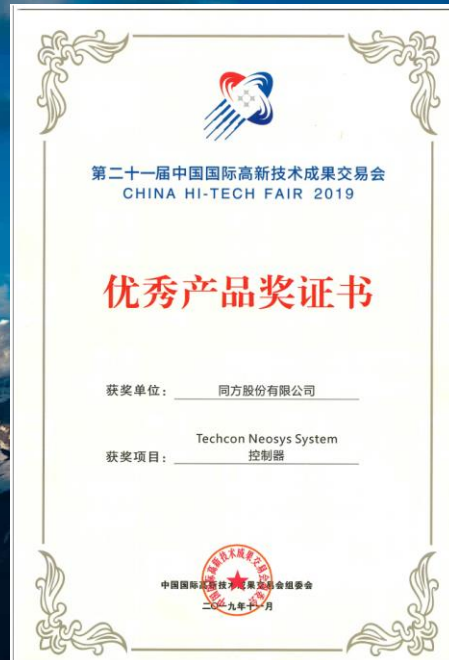 第二十一届中国国际高新技术成果交易会
CHINA HI-TECH FAIR 2019
优秀产品奖证书
获奖单位： 同方股份有限公司
Techcon Neosys System
获奖项目： 控制器
中国国际高新技术成果交易会组委会
二〇一九年十一月